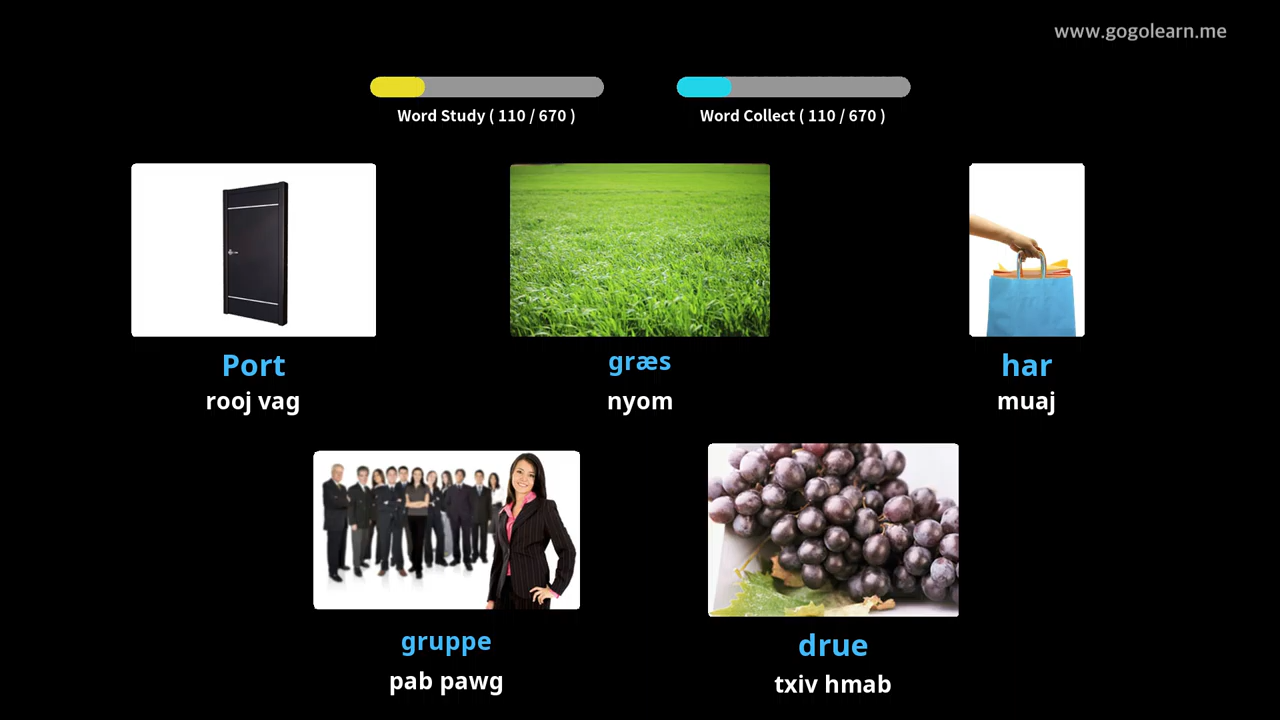 www.gogolearn.me
Word Study ( 110 / 670 )
Word Collect ( 110 / 670 )
Port
rooj vag
græs
nyom
har
muaj
gruppe
pab pawg
drue
txiv hmab